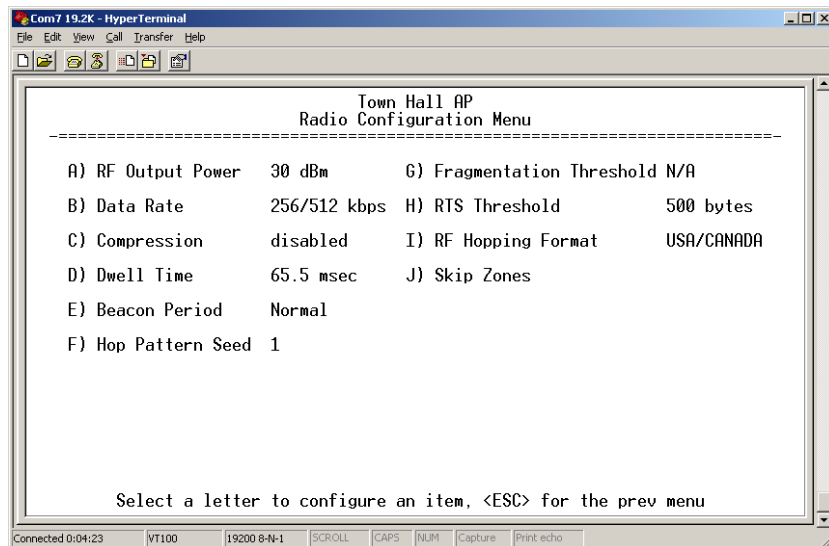 Com7 19.2K - HyperTerminal
File Edit View Call Transfer Help
Town Hall AP
Radio Configuration Menu
-==========================================================================-
A) RF Output Power 30 dBm G) Fragmentation Threshold N/A
B) Data Rate 256/512 kbps H) RTS Threshold 500 bytes
C) Compression disabled I) RF Hopping Format USA/CANADA
D) Dwell Time 65.5 msec J) Skip Zones
E) Beacon Period Normal
F) Hop Pattern Seed 1
Select a letter to configure an item, <ESC> for the prev menu
Connected 0:04:23 VT100 19200 8-N-1 SCROLL CAPS NUM Capture Print echo